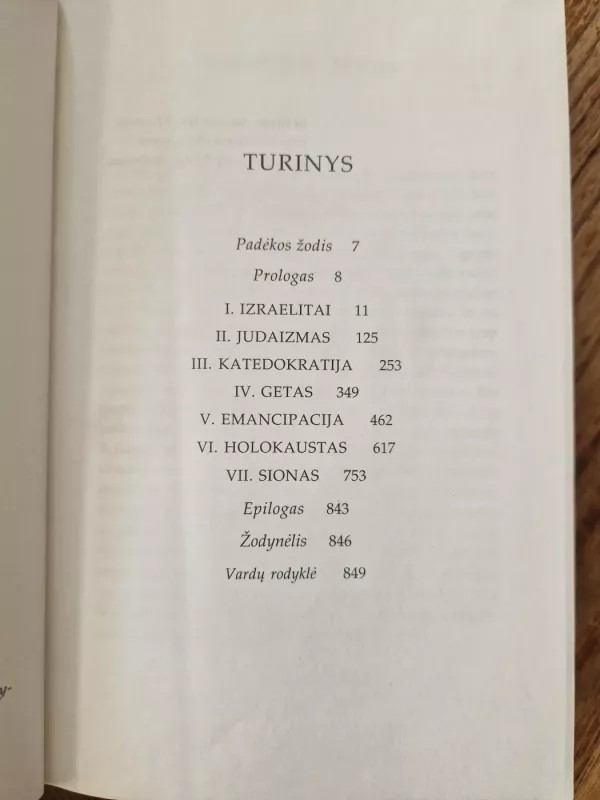 TURINYS
Padėkos žodis 7
Prologas 8
I. IZRAELITAI 11
II. JUDAIZMAS 125
III. KATEDOKRATIJA 253
IV. GETAS 349
V. EMANCIPACIJA 462
VI. HOLOKAUSTAS 617
VII. SIONAS 753
Epilogas 843
Žodynėlis 846
Vardų rodyklė 849
y-